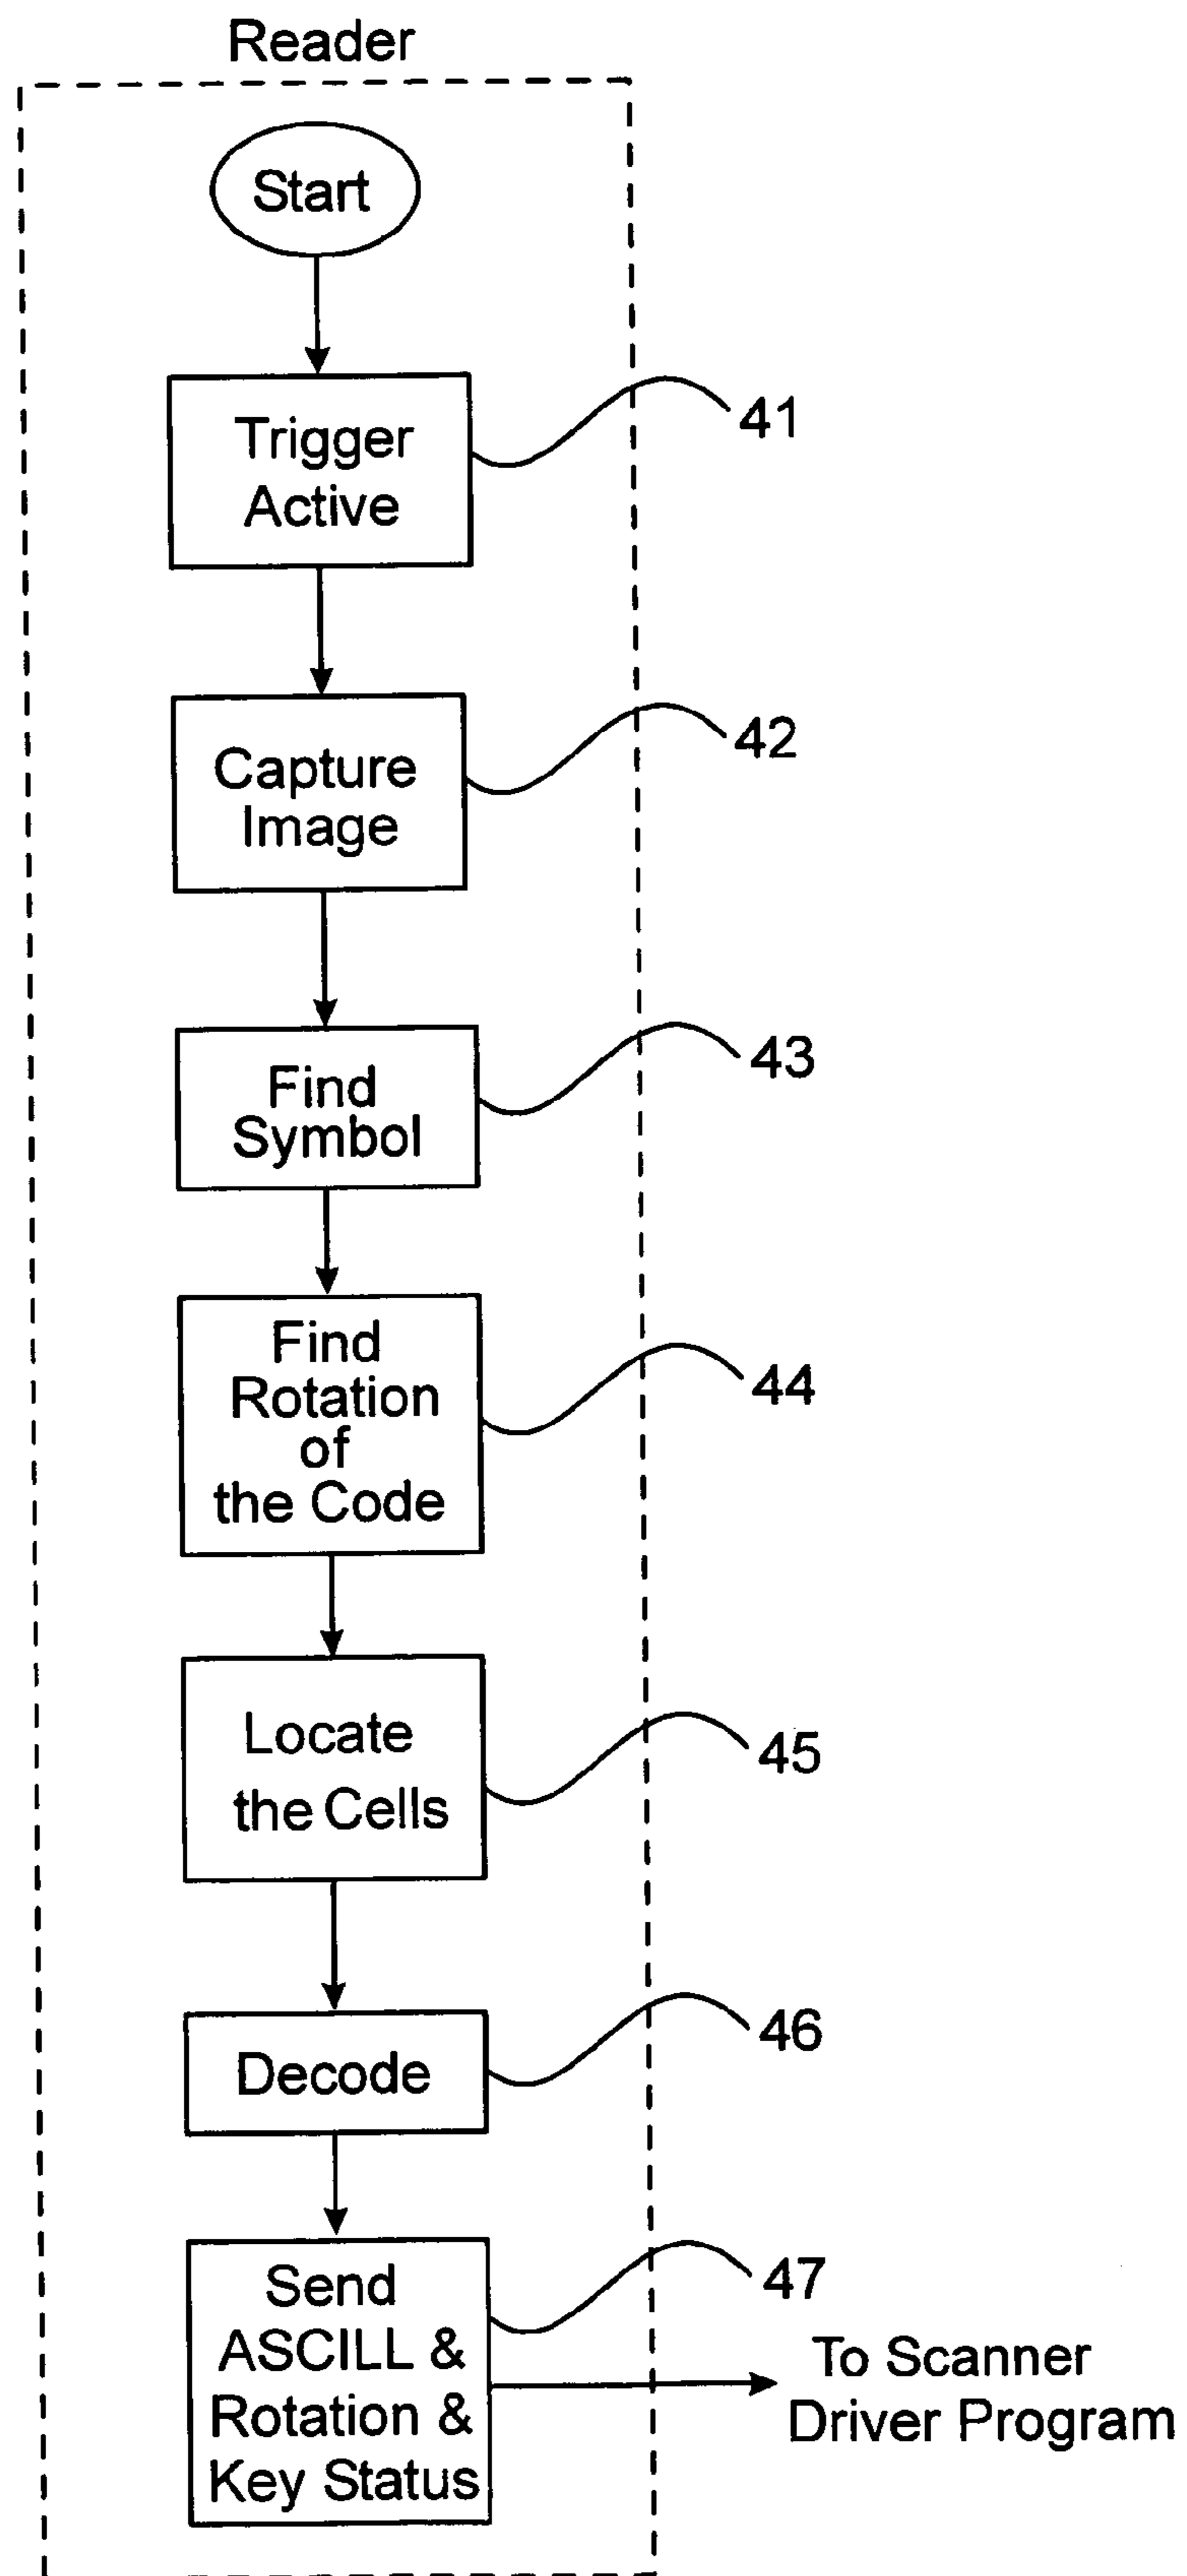 Reader
Start
Trigger
Active
41
Capture
Image
42
Find
Symbol
43
Find
Rotation
of
the Code
44
Locate
the Cells
45
Decode
46
Send
ASCILL &
Rotation &
Key Status
47
To Scanner
Driver Program